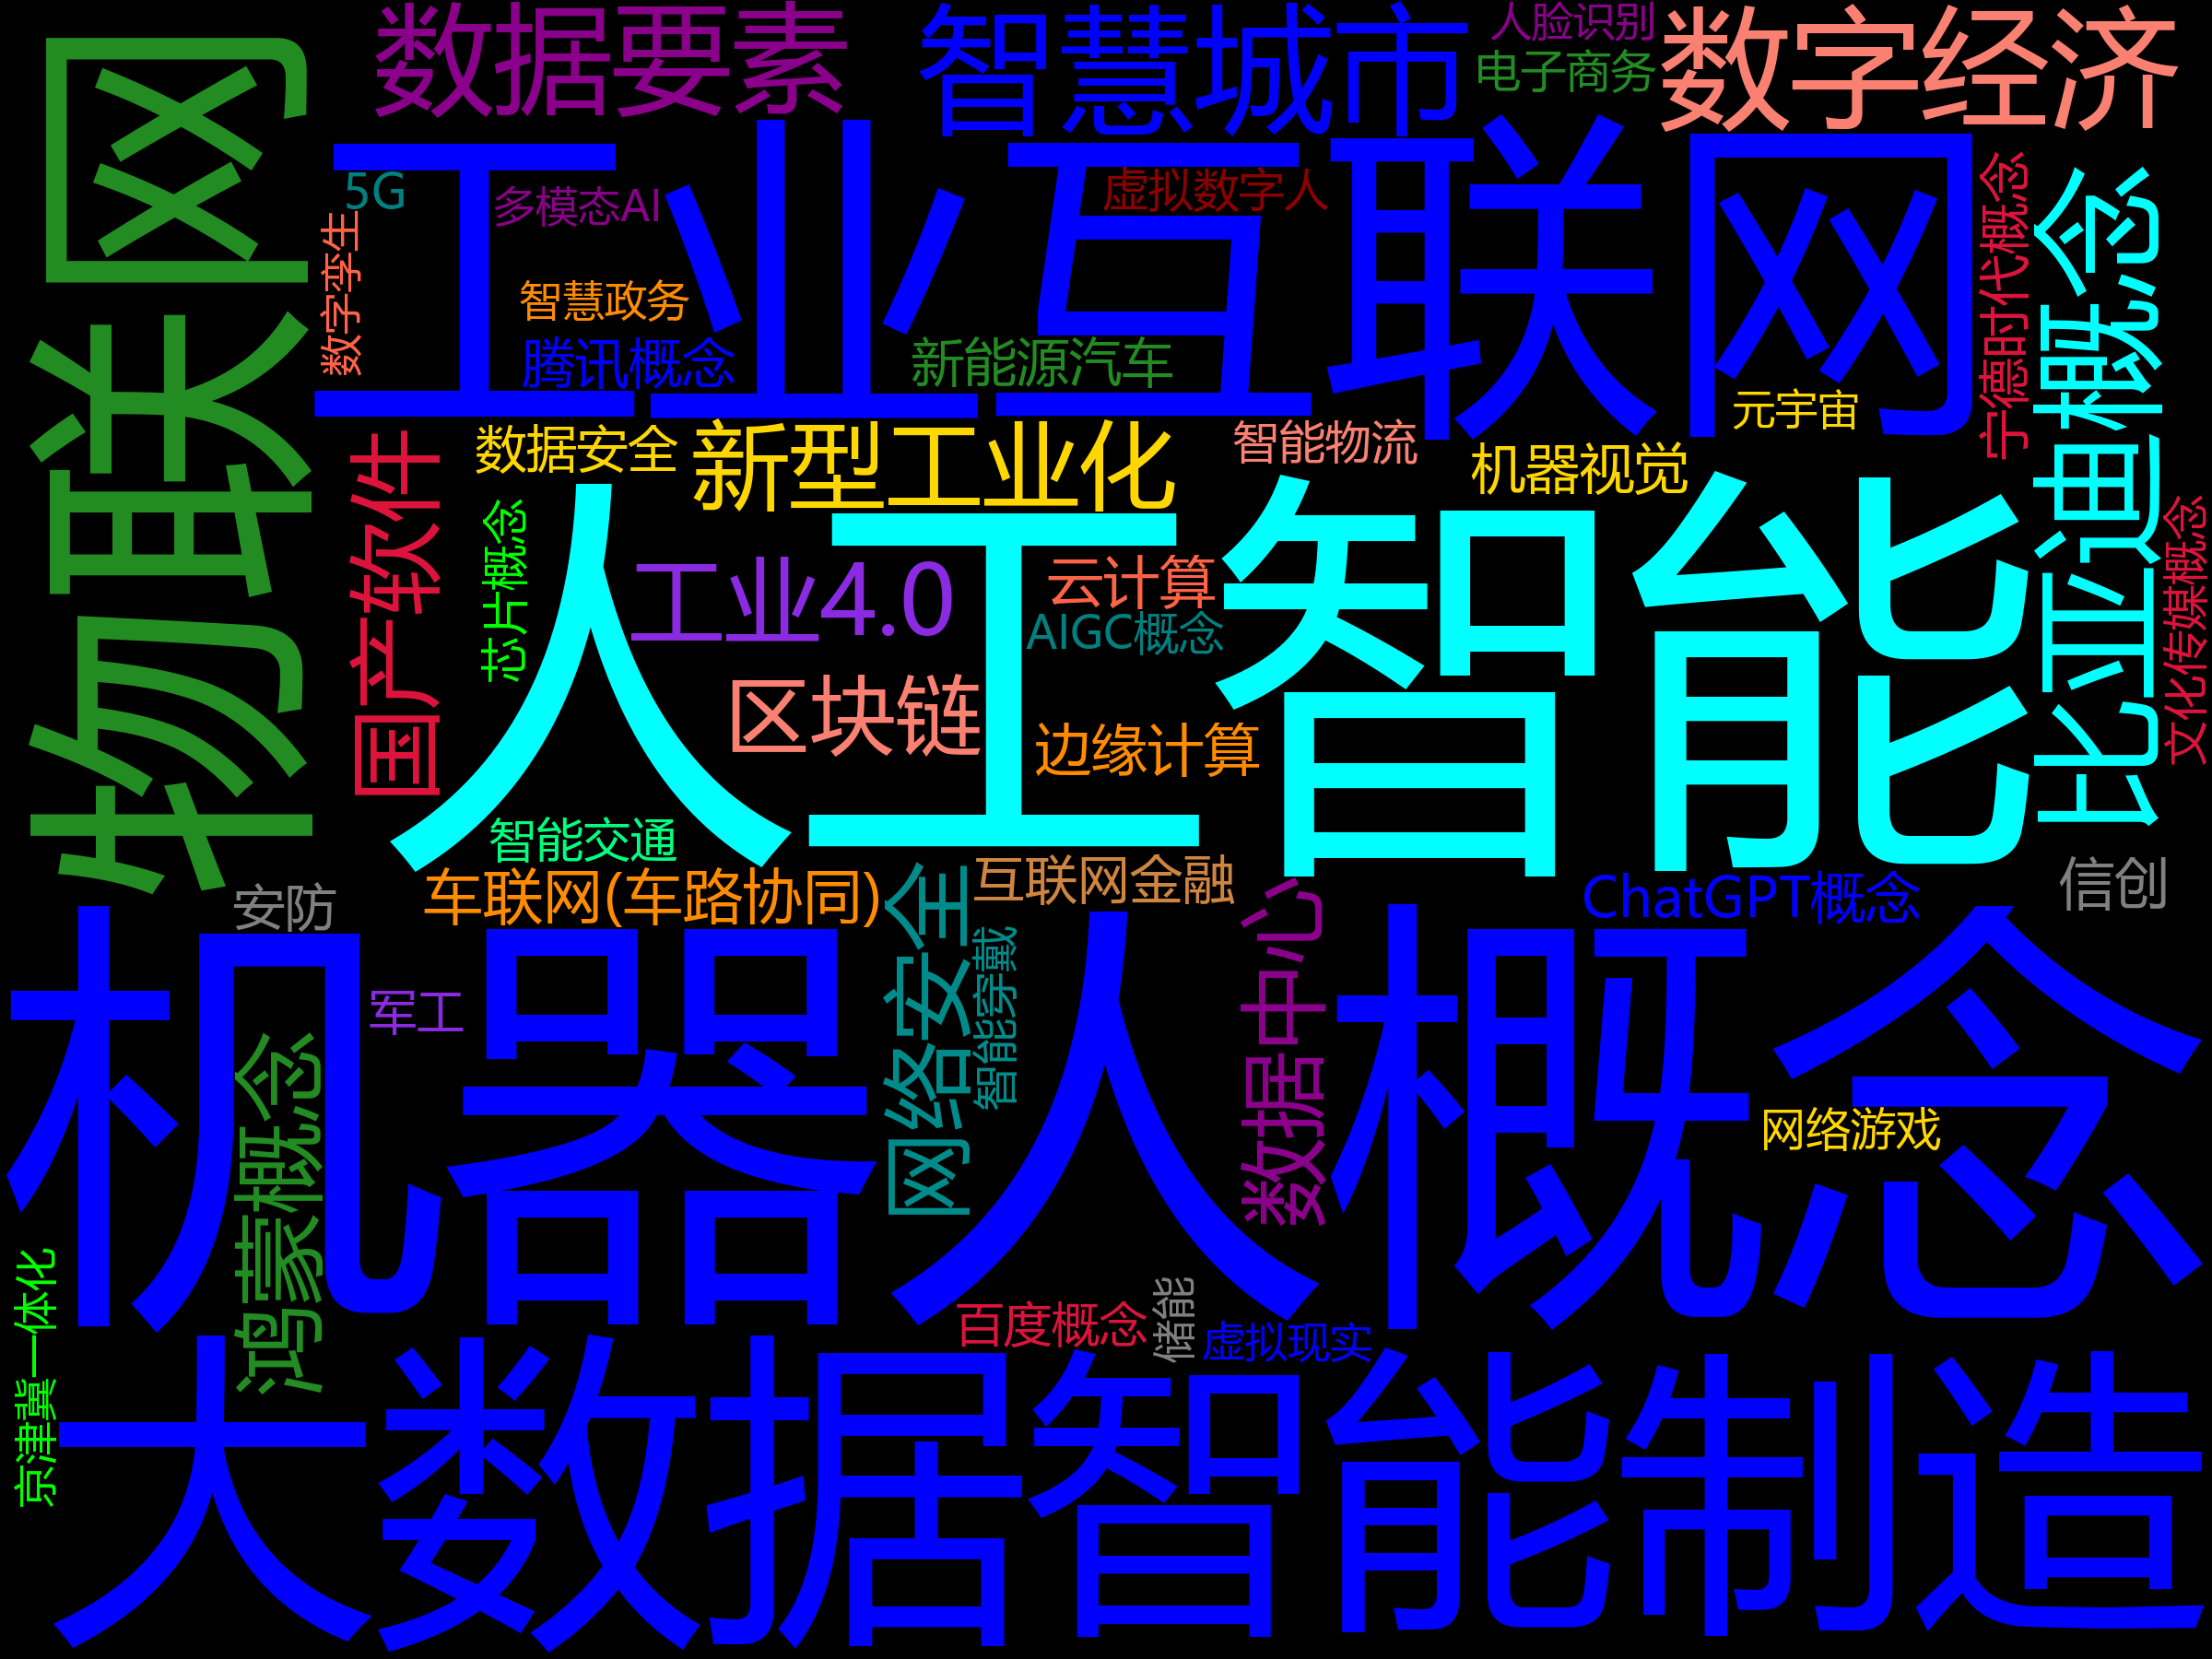 数据要素
智慧城市
人脸识别
电子商务
数字经济
物联网
工业互联网
5G
多模态AI
虚拟数字人
数字孪生
智慧政务
腾讯概念
新能源汽车
元宇宙
宁德时代概念
比亚迪概念
国产软件
数据安全
新型工业化
智能物流
机器视觉
芯片概念
人工智能
工业4.0
云计算
AIGC概念
文化传媒概念
区块链
边缘计算
智能交通
车联网(车路协同)
互联网金融
ChatGPT概念
信创
安防
军工
网络安全
智能穿戴
数据中心
机器人概念
网络游戏
鸿蒙概念
京津冀一体化
百度概念
储能
虚拟现实
大数据
智能制造